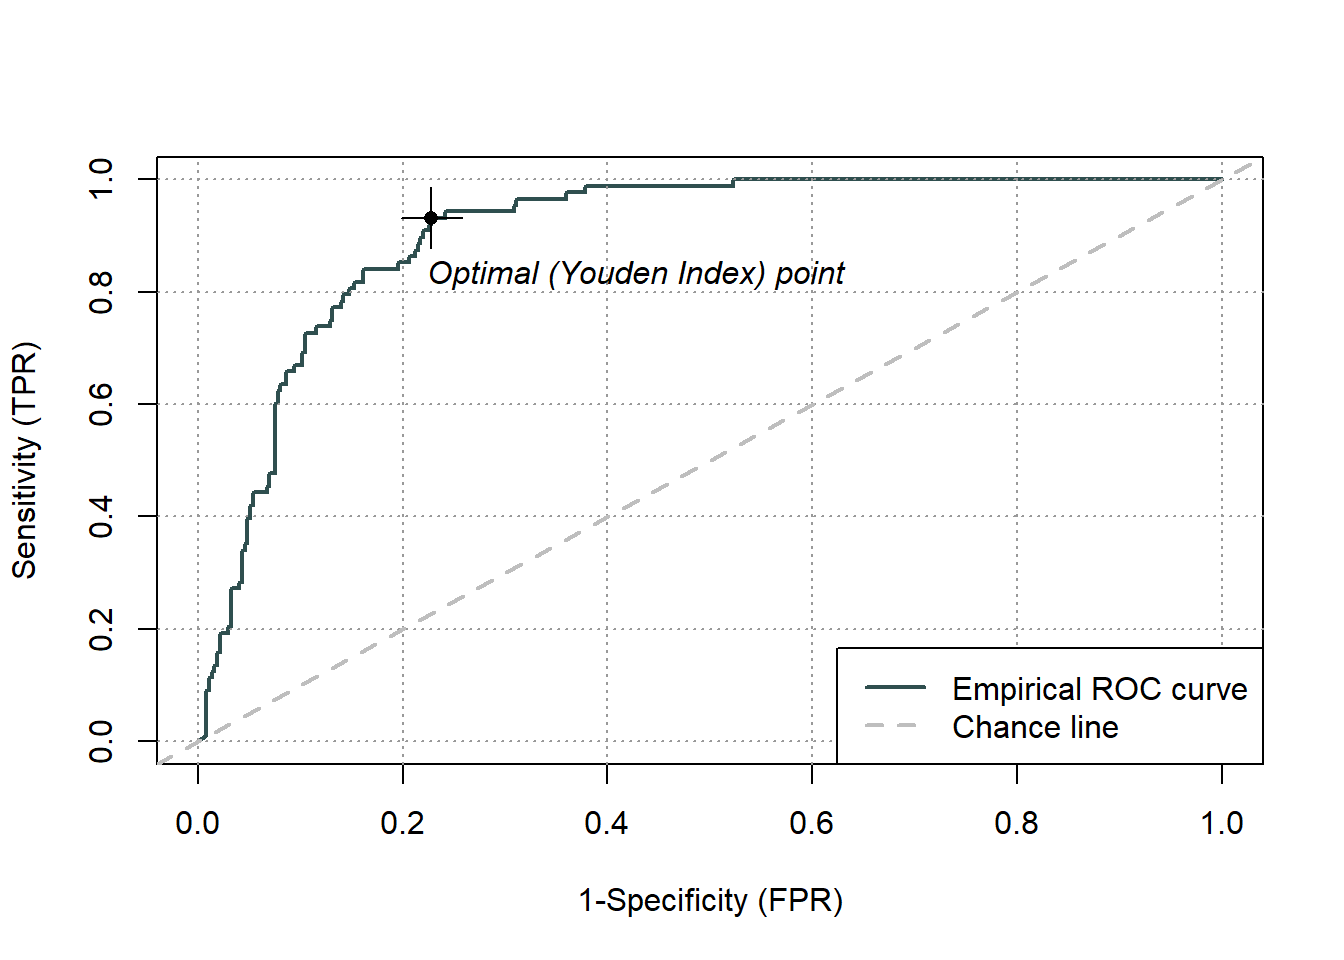 1.0
0.8
0.6
0.4
0.2
0.0
Sensitivity (TPR)
Optimal (Youden Index) point
Empirical ROC curve
Chance line
0.0 0.2 0.4 0.6 0.8 1.0
1-Specificity (FPR)